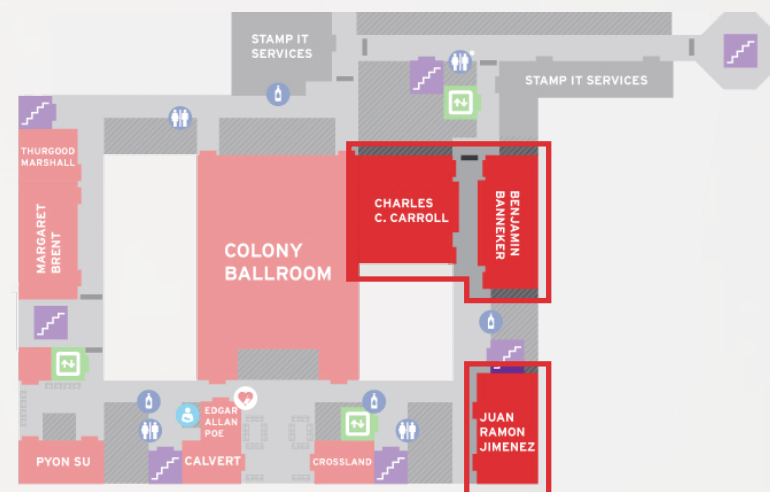 STAMP IT
SERVICES
STAMP IT SERVICES
THURGOOD
MARSHALL
MARGARET
BRENT
COLONY
BALLROOM
CHARLES
C. CARROLL
BENJAMIN
BANNEKER
EDGAR
ALLAN
POE
JUAN
RAMON
JIMENEZ
PYON SU
CALVERT
CROSSLAND